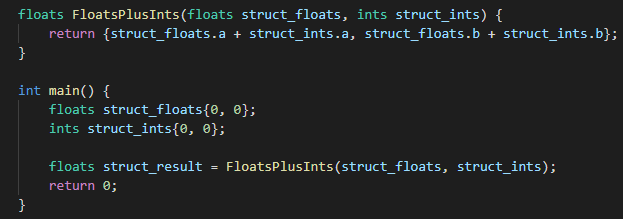 floats FloatsPlusInts(floats struct_floats, ints struct_ints) {
    return {struct_floats.a + struct_ints.a, struct_floats.b + struct_ints.b};
}

int main() {
    floats struct_floats{0, 0};
    ints struct_ints{0, 0};

    floats struct_result = FloatsPlusInts(struct_floats, struct_ints);
    return 0;
}